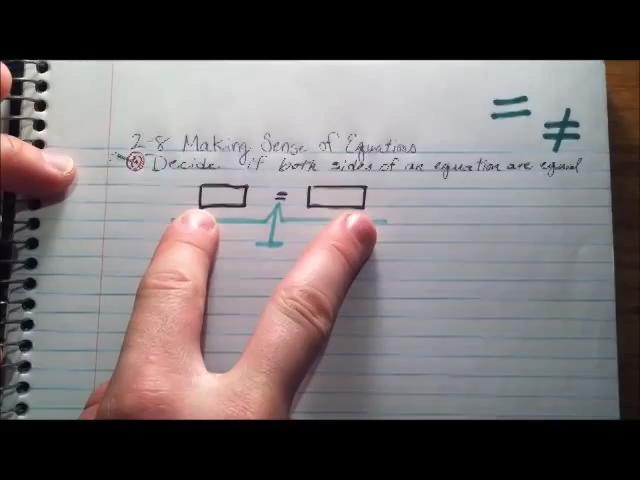 =
≠
2-8 Making Sense of Equations
Decide if both sides of an equation are equal
=